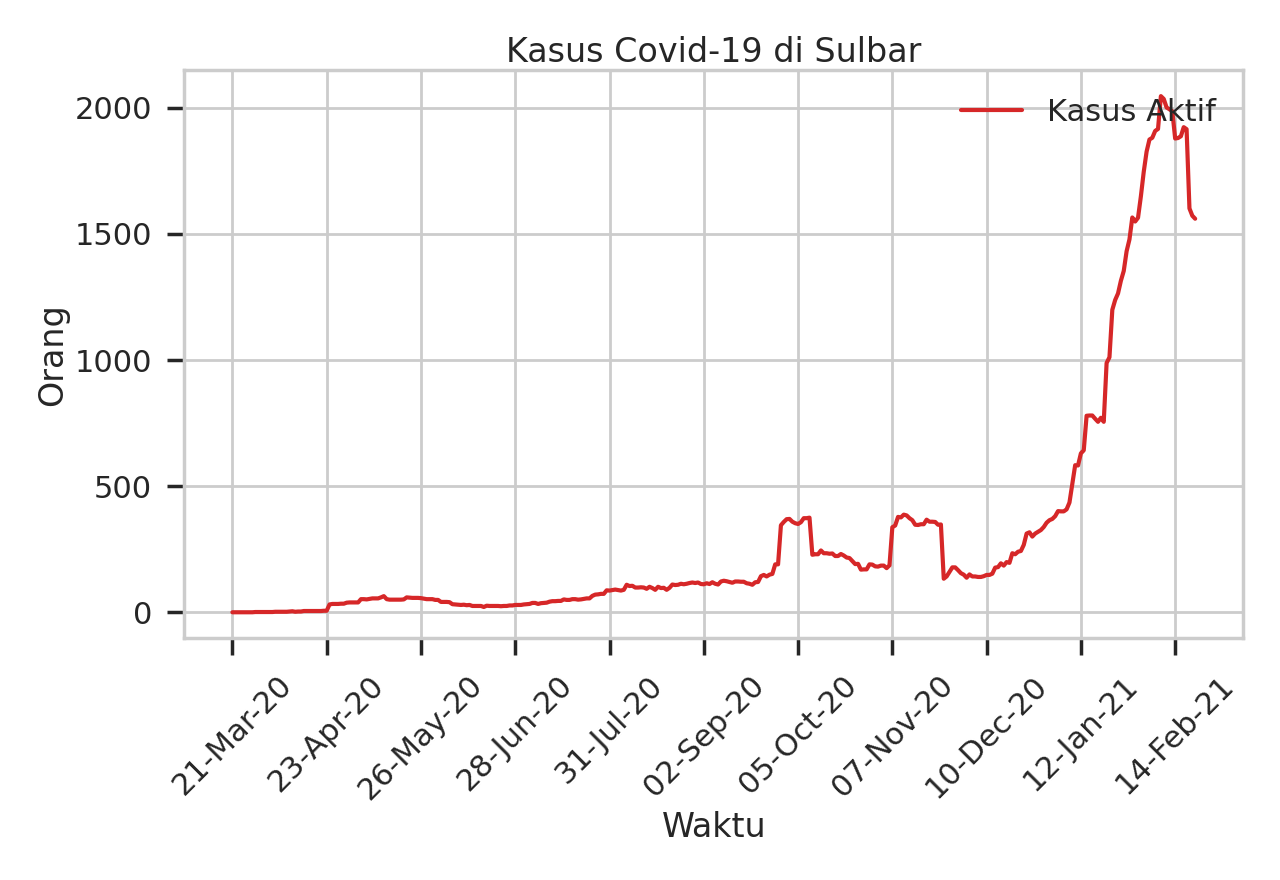 Kasus Covid-19 di Sulbar
Kasus Aktif
2000
1500
1000
500
0
Orang
21-Mar-20
23-Apr-20
26-May-20
28-Jun-20
31-Jul-20
02-Sep-20
05-Oct-20
07-Nov-20
10-Dec-20
12-Jan-21
14-Feb-21
Waktu